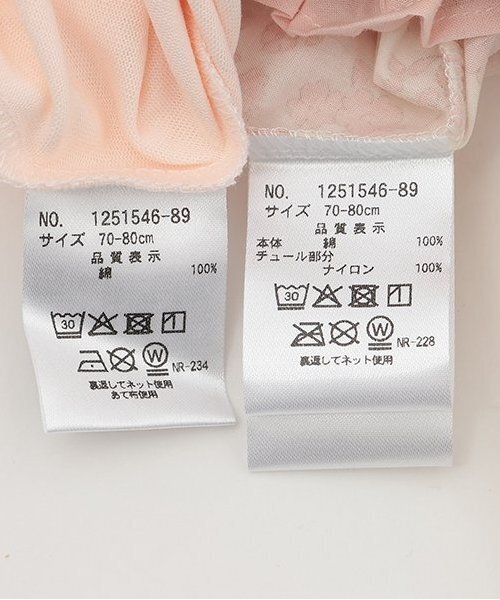 NO. 1251546-89
サイズ 70-80cm
品質表示
綿 100%
30
W
NR-234
裏返してネット使用
あて布使用
NO. 1251546-89
サイズ 70-80cm
品質表示
本体 綿 100%
チュール部分
ナイロン 100%
30
W
NR-228
裏返してネット使用